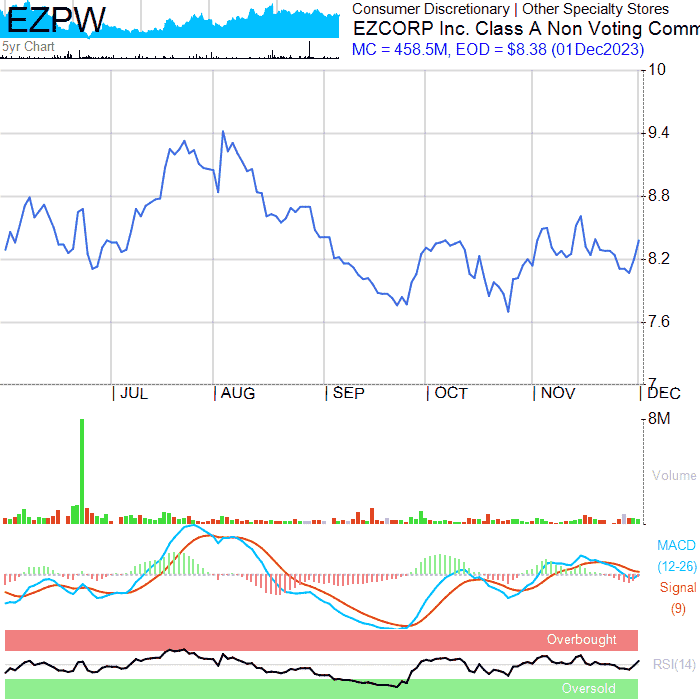 EZPW
5yr Chart
Consumer Discretionary | Other Specialty Stores
EZCORP Inc. Class A Non Voting Comm
MC = 458.5M, EOD = $8.38 (01Dec2023)
10
9.4
8.8
8.2
7.6
7
JUL
AUG
SEP
OCT
NOV
DEC
8M
Volume
MACD
(12-26)
Signal
(9)
Overbought
RSI(14)
Oversold